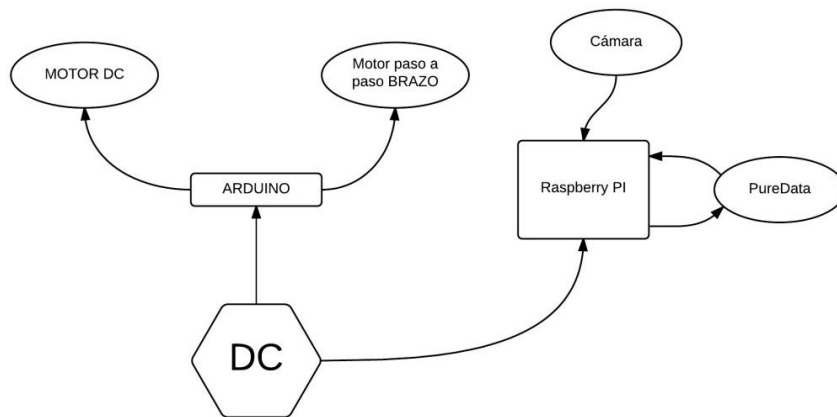 Cámara
MOTOR DC
Motor paso a
paso BRAZO
ARDUINO
Raspberry PI
PureData
DC